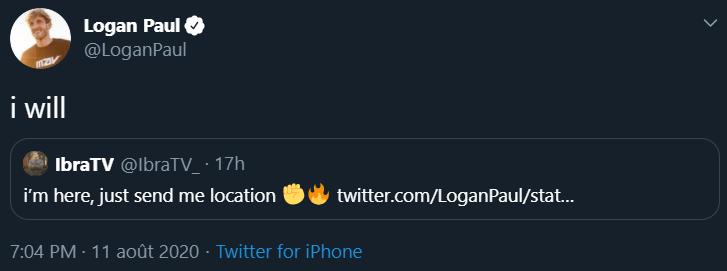 Logan Paul
@LoganPaul
i will
IbraTV @IbraTV_ · 17h
i'm here, just send me location ✊🔥 twitter.com/LoganPaul/stat...
7:04 PM · 11 août 2020 · Twitter for iPhone